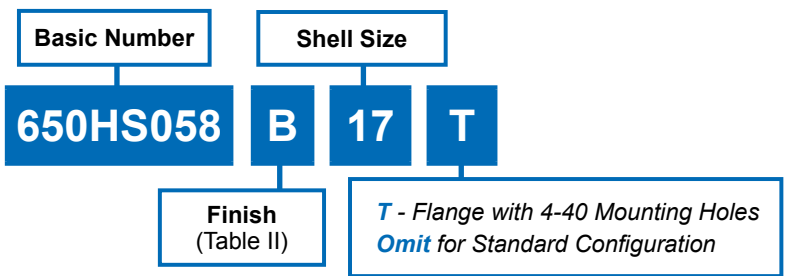 Basic Number
Shell Size
650HS058 B 17 T
Finish
(Table II)
T - Flange with 4-40 Mounting Holes
Omit for Standard Configuration